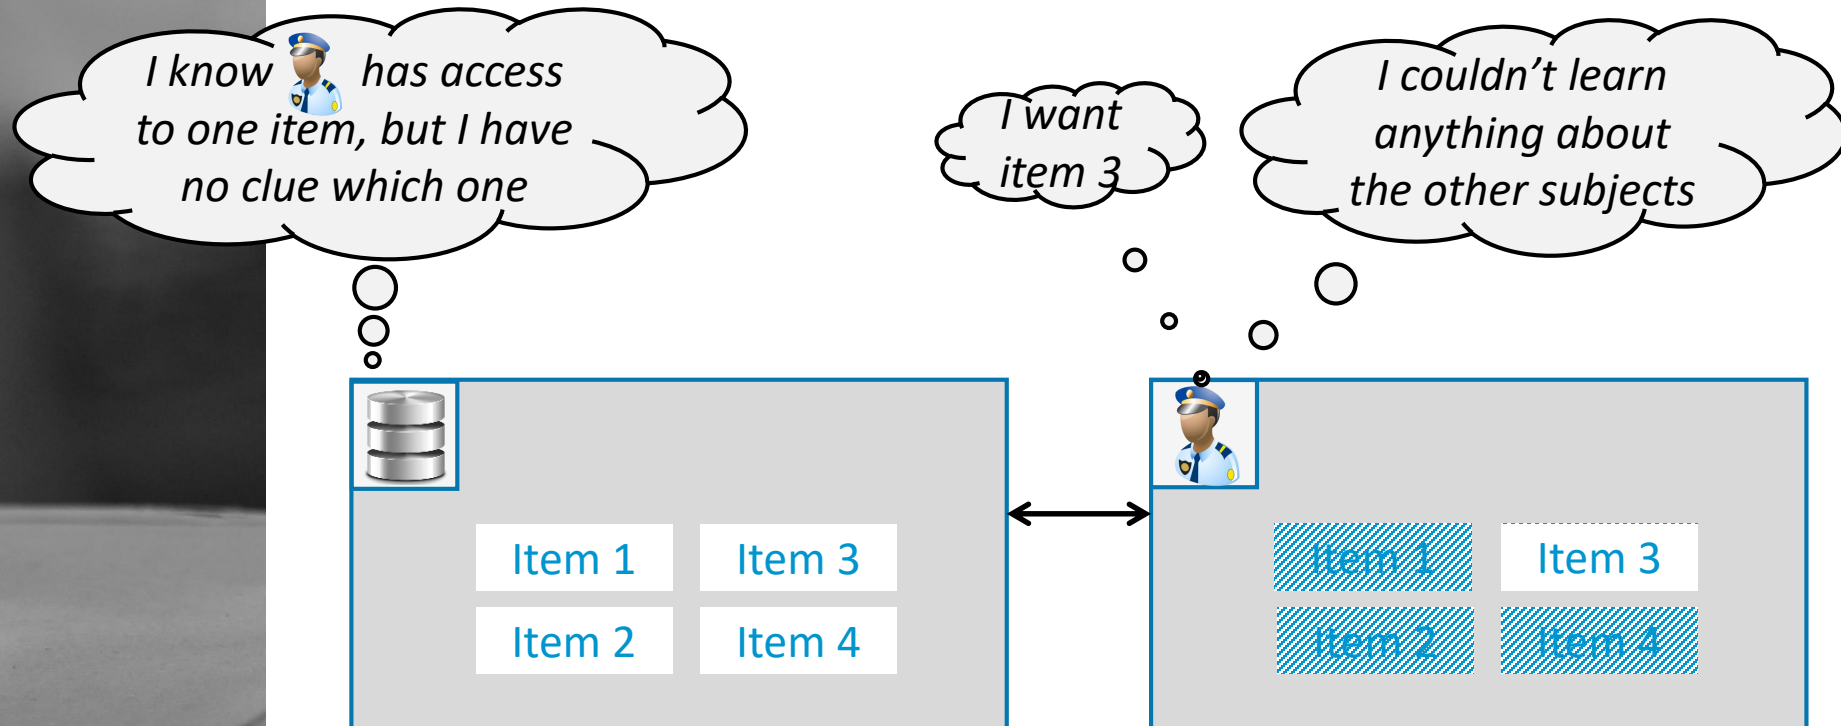 I know has access
to one item, but I have
no clue which one
I want
item 3
I couldn’t learn
anything about
the other subjects
Item 1
Item 3
Item 2
Item 4
Item 1
Item 3
Item 2
Item 4